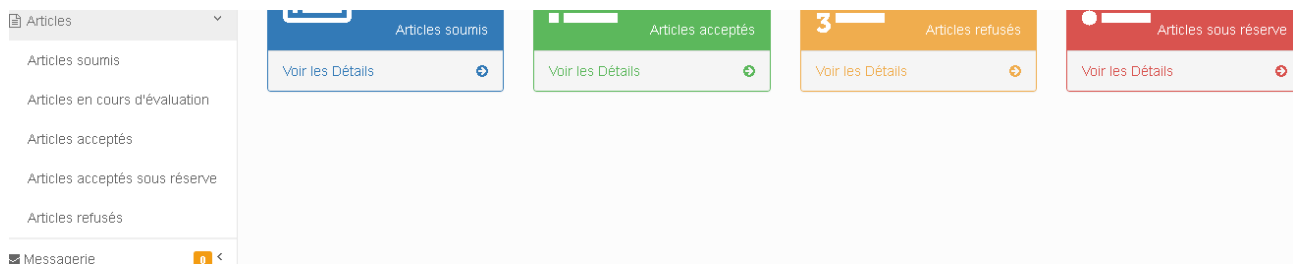 Articles
Articles soumis
Articles en cours d'évaluation
Articles acceptés
Articles acceptés sous réserve
Articles refusés
Messagerie 0
Articles soumis
Voir les Détails
Articles acceptés
Voir les Détails
3
Articles refusés
Voir les Détails
Articles sous réserve
Voir les Détails